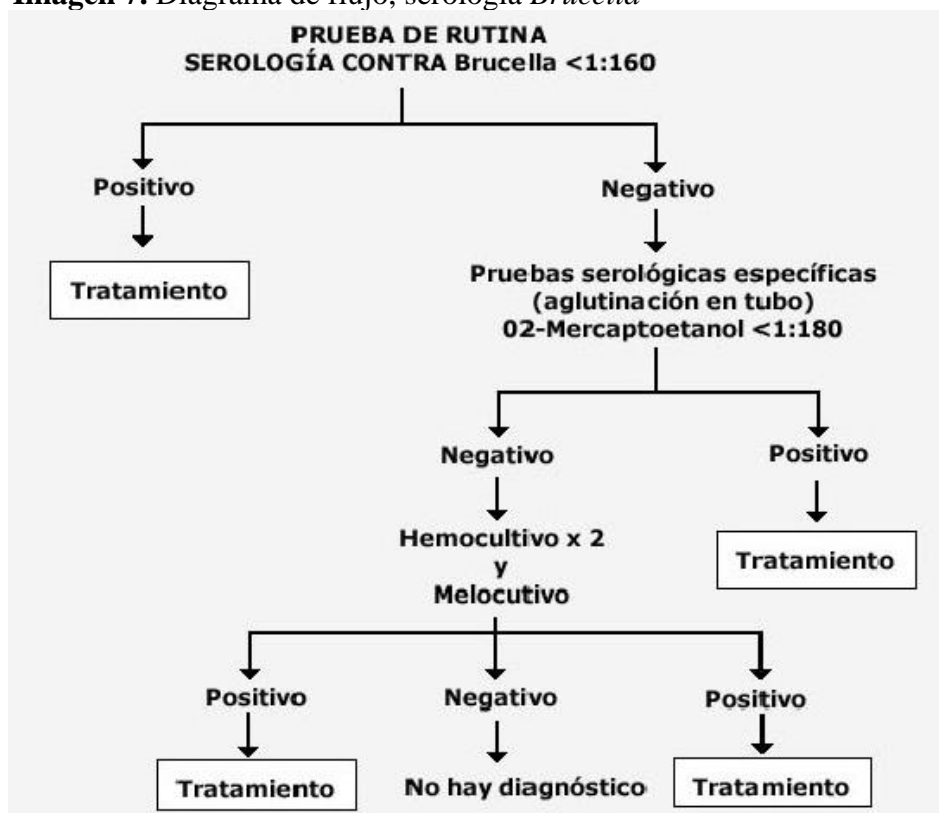 Imagen 7. Diagrama de flujo, serología Brucella
PRUEBA DE RUTINA
SEROLOGÍA CONTRA Brucella <1:160
Positivo
Negativo
Tratamiento
Pruebas serológicas específicas
(aglutinación en tubo)
02-Mercaptoetanol <1:180
Negativo
Positivo
Hemocultivo x 2
y
Melocutivo
Tratamiento
Positivo
Negativo
Positivo
Tratamiento
No hay diagnóstico
Tratamiento